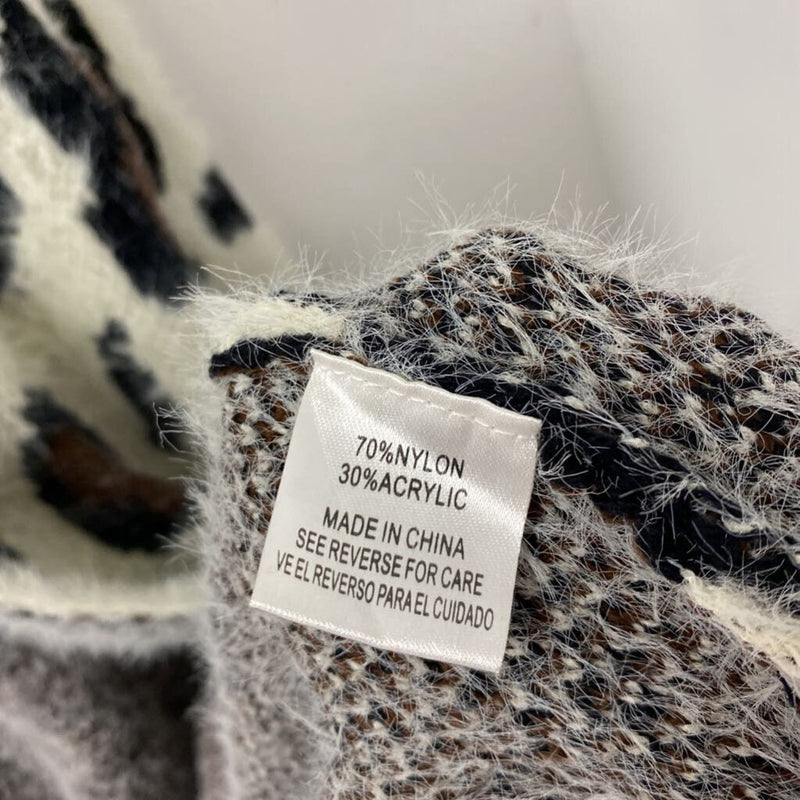 70%NYLON
30%ACRYLIC
MADE IN CHINA
SEE REVERSE FOR CARE
VE EL REVERSO PARA EL CUIDADO